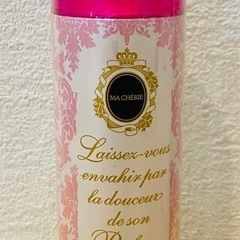 MA CHÉRIE
Laissez-vous
envahir par
la douceur
de son